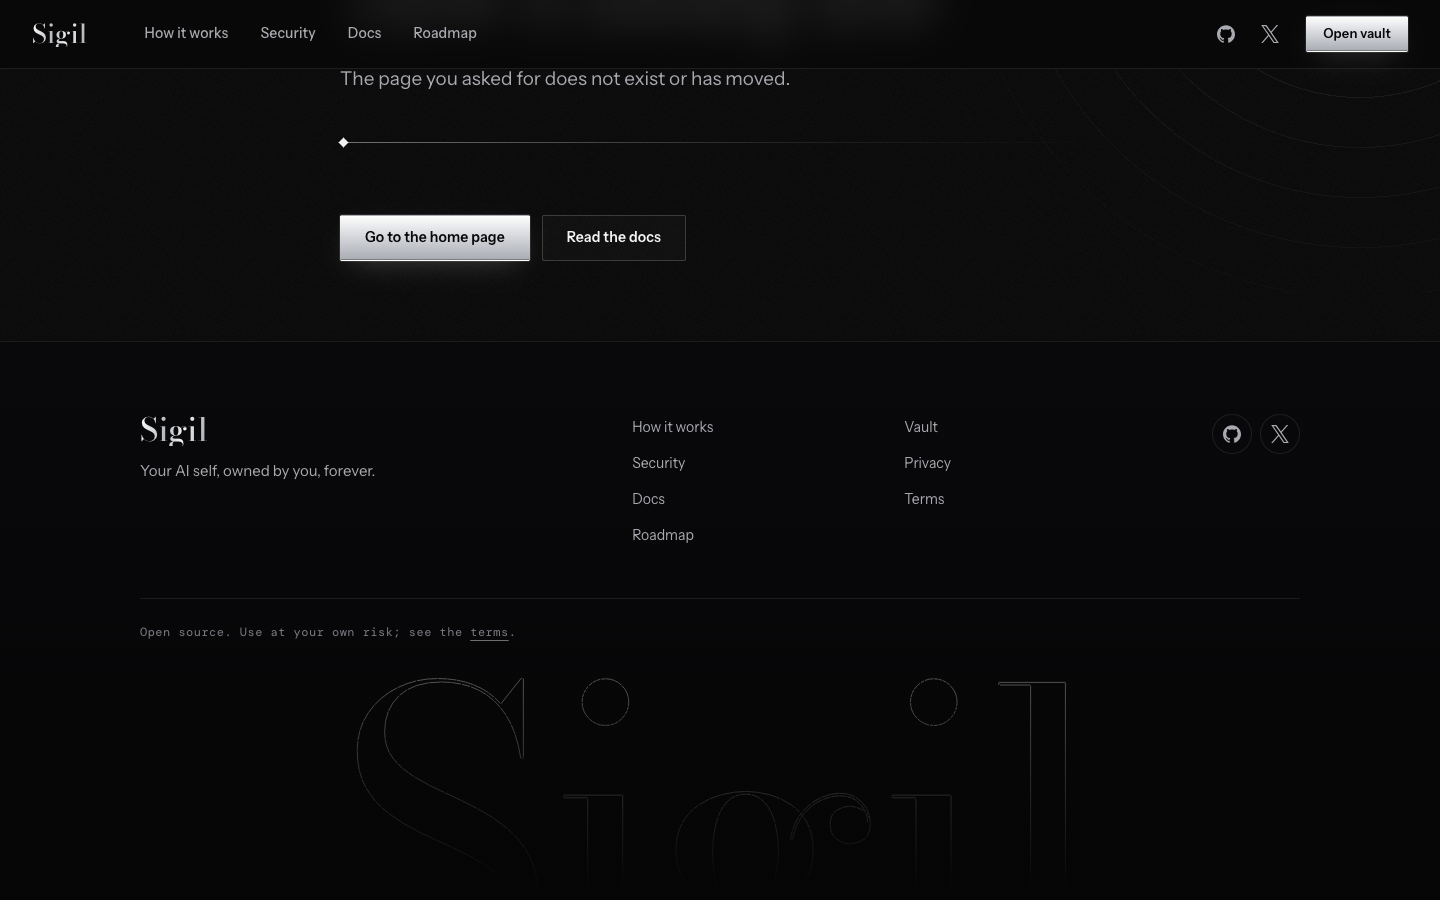 Sigil
How it works
Security
Docs
Roadmap
Open vault
The page you asked for does not exist or has moved.
Go to the home page
Read the docs
Sigil
Your AI self, owned by you, forever.
How it works
Security
Docs
Roadmap
Vault
Privacy
Terms
Open source. Use at your own risk; see the terms.
Sigil